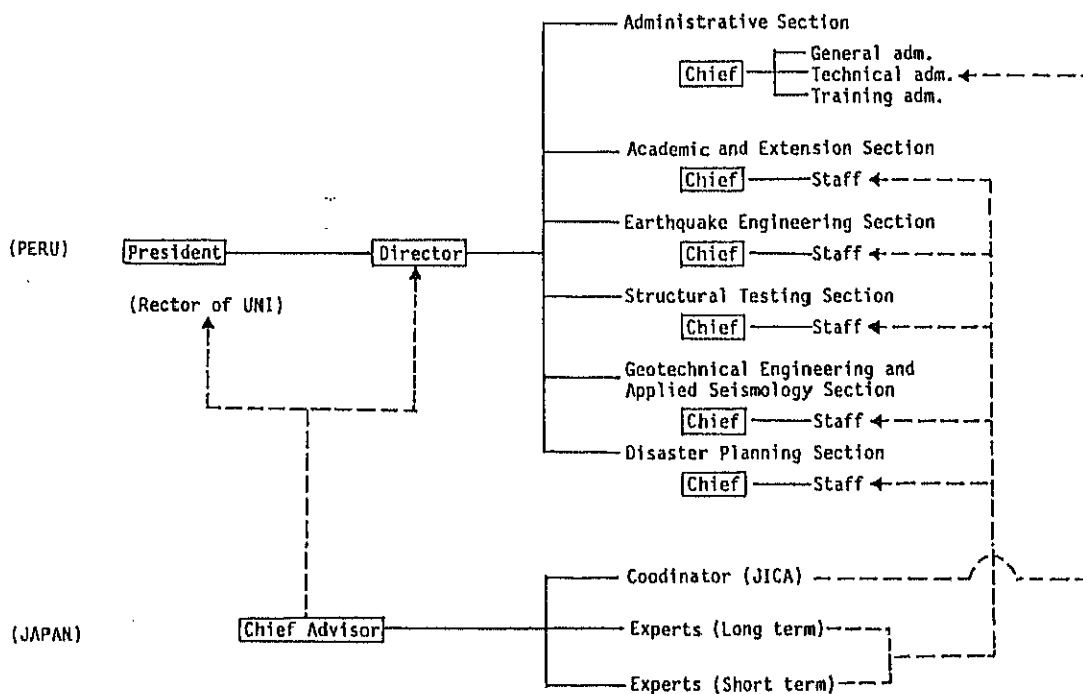 Administrative Section
General adm.
Chief Technical adm.
Training adm.
Academic and Extension Section
Chief Staff
Earthquake Engineering Section
(PERU) President Director Chief Staff
(Rector of UNI)
Structural Testing Section
Chief Staff
Geotechnical Engineering and
Applied Seismology Section
Chief Staff
Disaster Planning Section
Chief Staff
Coodinator (JICA)
(JAPAN) Chief Advisor Experts (Long term)
Experts (Short term)